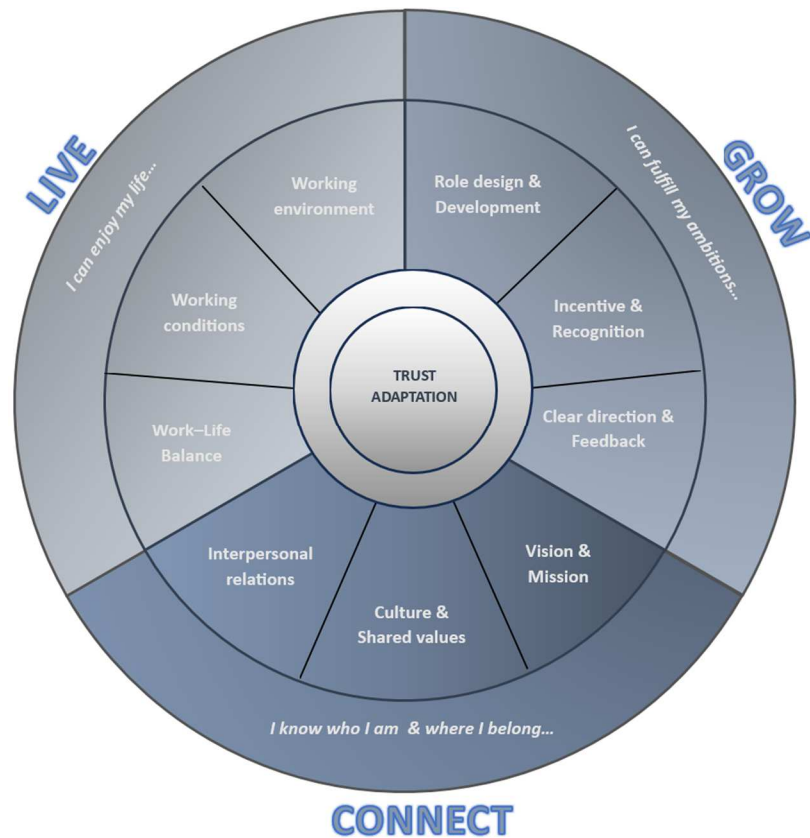 LIVE
I can enjoy my life...
Working
environment
Working
conditions
Work–Life
Balance
GROW
I can fulfill my ambitions...
Role design &
Development
Incentive &
Recognition
Clear direction &
Feedback
TRUST
ADAPTATION
Interpersonal
relations
Culture &
Shared values
Vision &
Mission
I know who I am & where I belong...
CONNECT